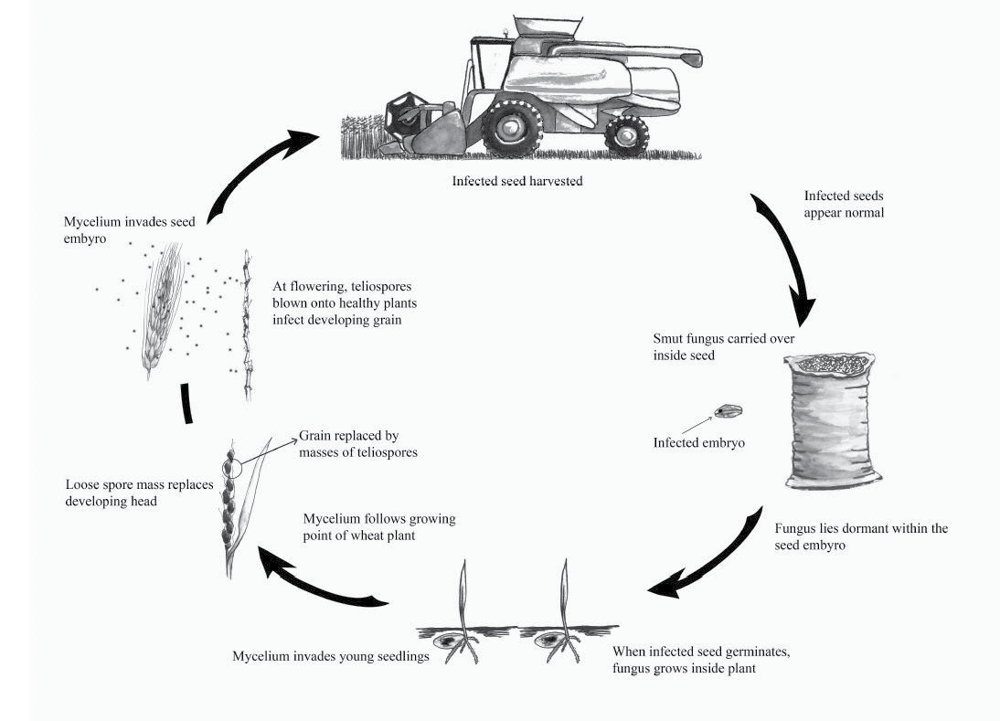 Infected seed harvested
Infected seeds
appear normal
Smut fungus carried over
inside seed
Infected embryo
Fungus lies dormant within the
seed embyro
When infected seed germinates,
fungus grows inside plant
Mycelium invades young seedlings
Mycelium follows growing
point of wheat plant
Grain replaced by
masses of teliospores
Loose spore mass replaces
developing head
At flowering, teliospores
blown onto healthy plants
infect developing grain
Mycelium invades seed
embyro